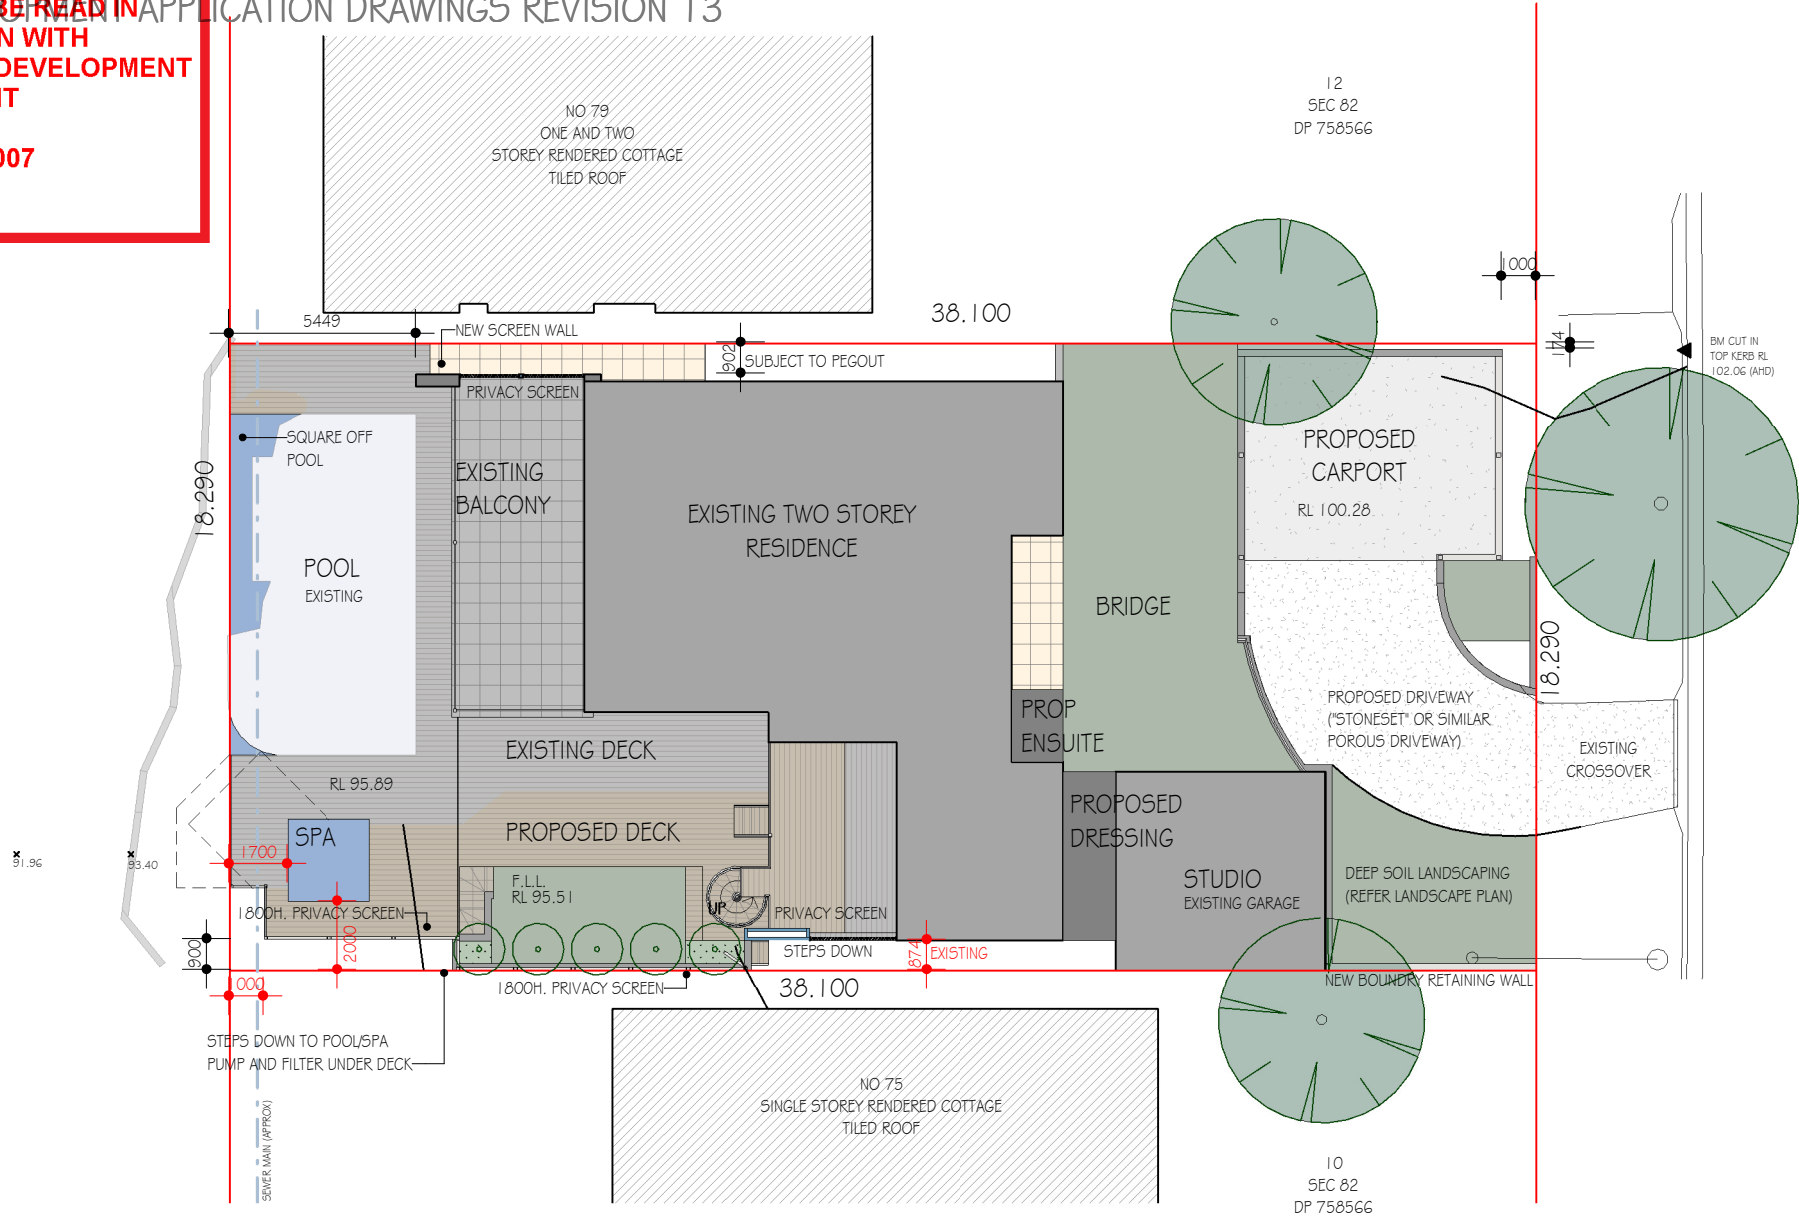 OPMENT APPLICATION DRAWINGS REVISION 13
BE READ IN
N WITH
DEVELOPMENT
IT
007
NO 79
ONE AND TWO
STOREY RENDERED COTTAGE
TILED ROOF
12
SEC 82
DP 758566
1000
38.100
5449
NEW SCREEN WALL
902
SUBJECT TO PEGOUT
174
BM CUT IN
TOP KERB RL
102.06 (AHD)
PRIVACY SCREEN
SQUARE OFF
POOL
18.290
EXISTING
BALCONY
EXISTING TWO STOREY
RESIDENCE
PROPOSED
CARPORT
RL 100.28
POOL
EXISTING
BRIDGE
18.290
PROP
ENSUITE
PROPOSED DRIVEWAY
("STONESET" OR SIMILAR
POROUS DRIVEWAY)
EXISTING
CROSSOVER
EXISTING DECK
RL 95.89
PROPOSED DECK
PROPOSED
DRESSING
SPA
1700
91.96
93.40
F.L.L.
RL 95.51
UP
STUDIO
EXISTING GARAGE
DEEP SOIL LANDSCAPING
(REFER LANDSCAPE PLAN)
1800H. PRIVACY SCREEN
PRIVACY SCREEN
900
2000
STEPS DOWN
874
EXISTING
1000
1800H. PRIVACY SCREEN
38.100
NEW BOUNDRY RETAINING WALL
STEPS DOWN TO POOL/SPA
PUMP AND FILTER UNDER DECK
SEWER MAIN (APPROX)
NO 75
SINGLE STOREY RENDERED COTTAGE
TILED ROOF
10
SEC 82
DP 758566